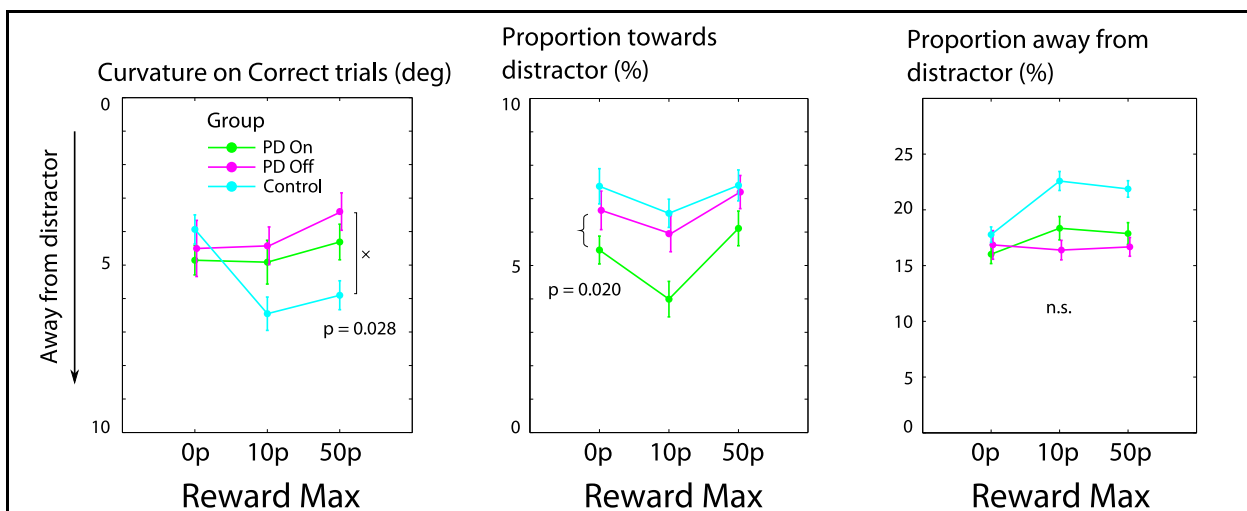 Curvature on Correct trials (deg)
Away from distractor
0
5
10
Group
PD On
PD Off
Control
×
p = 0.028
0p 10p 50p
Reward Max
Proportion towards
distractor (%)
10
5
0
p = 0.020
0p 10p 50p
Reward Max
Proportion away from
distractor (%)
25
20
15
10
5
0
n.s.
0p 10p 50p
Reward Max